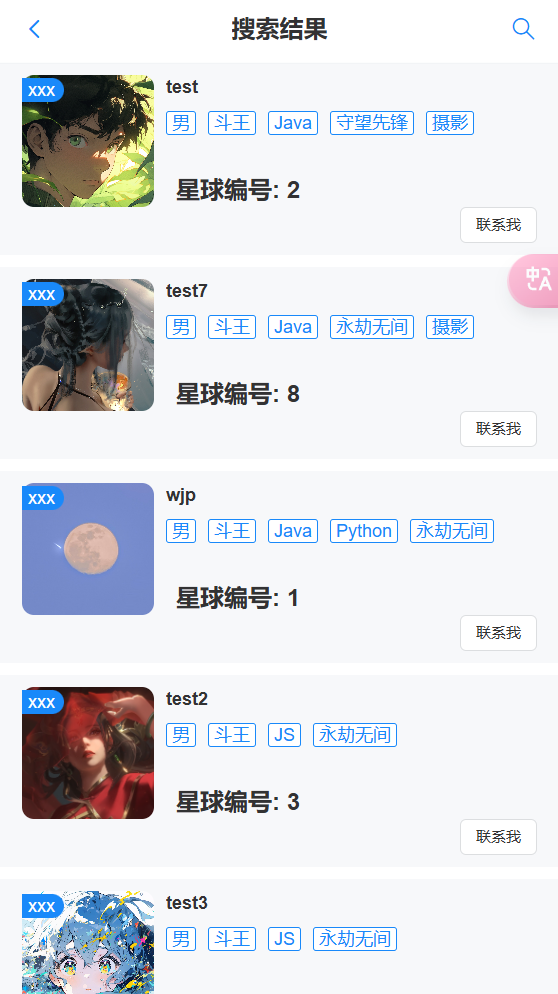 搜索结果
xxx
test
男 斗王 Java 守望先锋 摄影
星球编号: 2
联系我
中A
xxx
test7
男 斗王 Java 永劫无间 摄影
星球编号: 8
联系我
xxx
wjp
男 斗王 Java Python 永劫无间
星球编号: 1
联系我
xxx
test2
男 斗王 JS 永劫无间
星球编号: 3
联系我
xxx
test3
男 斗王 JS 永劫无间